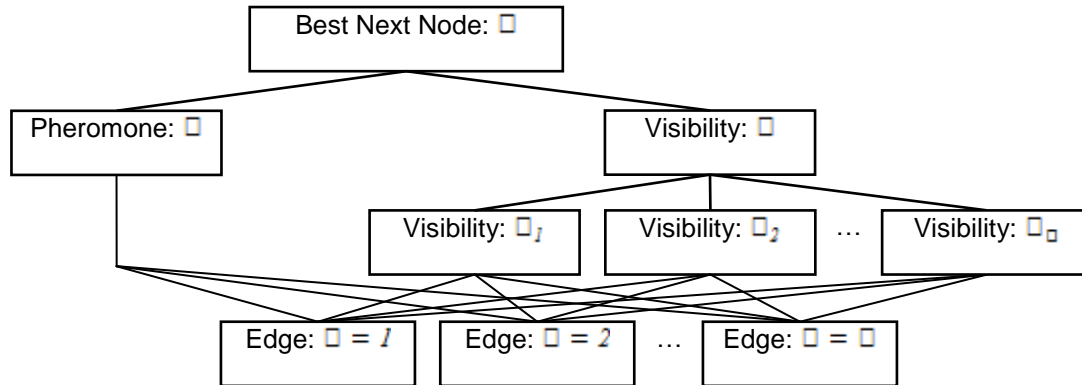 Best Next Node: □
Pheromone: □
Visibility: □
Visibility: □₁
Visibility: □₂
…
Visibility: □□
Edge: □ = 1
Edge: □ = 2
…
Edge: □ = □